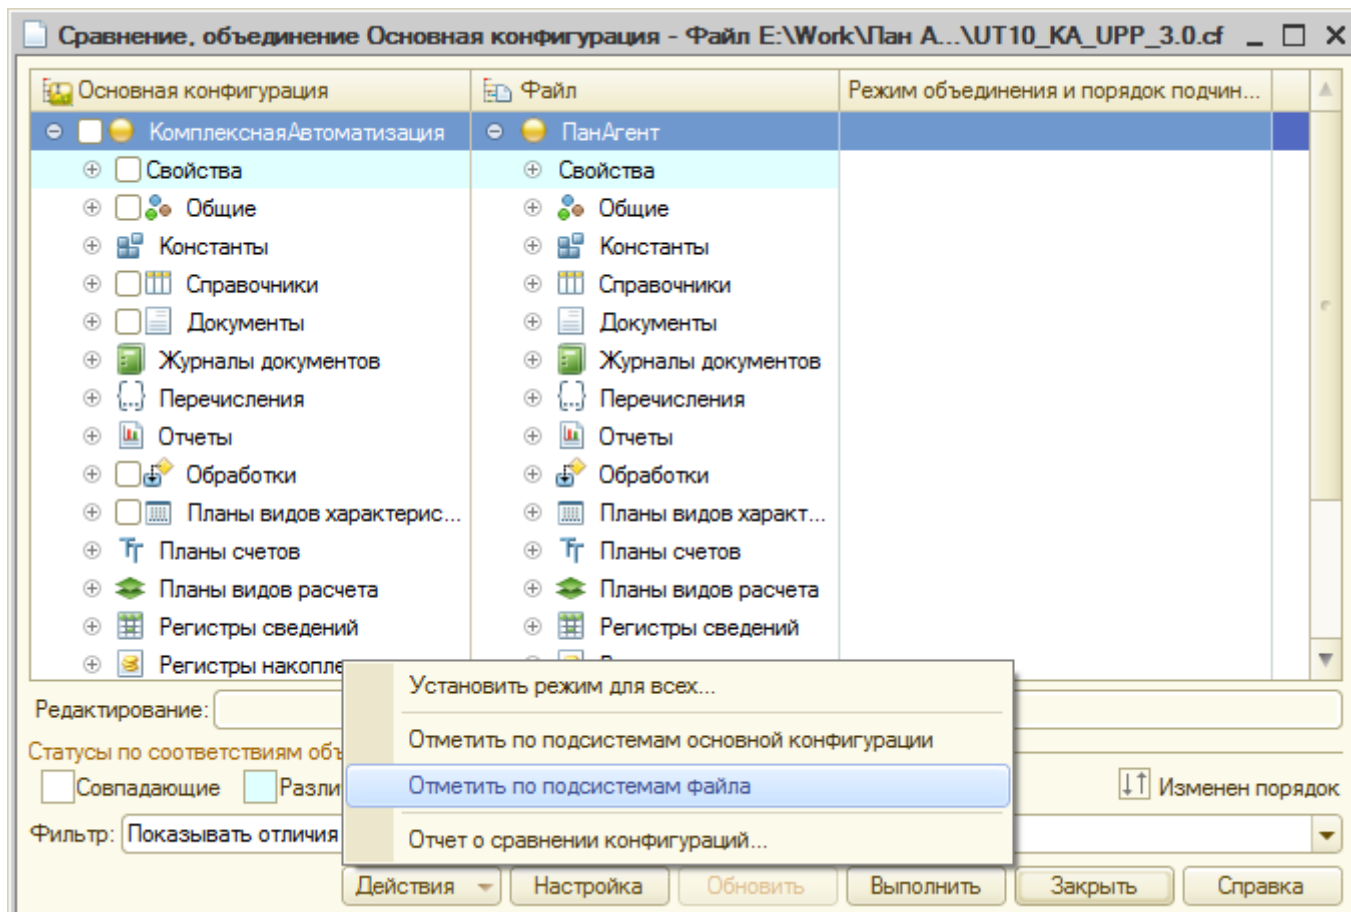 Сравнение, объединение Основная конфигурация - Файл E:\Work\Пан А...\UT10_KA_UPP_3.0.cf
Основная конфигурация Файл Режим объединения и порядок подчин...
КомплекснаяАвтоматизация ПанАгент
Свойства Свойства
Общие Общие
Константы Константы
Справочники Справочники
Документы Документы
Журналы документов Журналы документов
Перечисления Перечисления
Отчеты Отчеты
Обработки Обработки
Планы видов характерис... Планы видов характ...
Планы счетов Планы счетов
Планы видов расчета Планы видов расчета
Регистры сведений Регистры сведений
Регистры накопле
Установить режим для всех...
Редактирование:
Отметить по подсистемам основной конфигурации
Статусы по соответствиям объ
Отметить по подсистемам файла
Совпадающие Разли Изменен порядок
Фильтр: Показывать отличия
Отчет о сравнении конфигураций...
Действия Настройка Обновить Выполнить Закрыть Справка